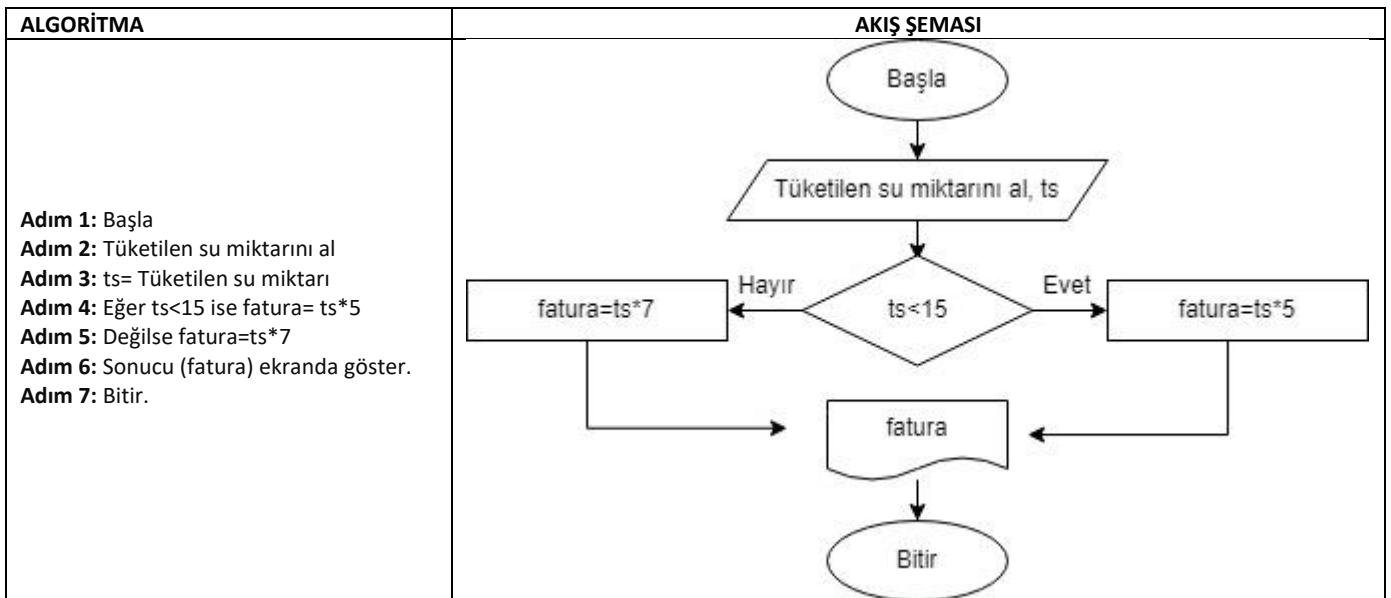 ALGORİTMA
AKIŞ ŞEMASI
Adım 1: Başla
Adım 2: Tüketilen su miktarını al
Adım 3: ts= Tüketilen su miktarı
Adım 4: Eğer ts<15 ise fatura= ts*5
Adım 5: Değilse fatura=ts*7
Adım 6: Sonucu (fatura) ekranda göster.
Adım 7: Bitir.
Başla
Tüketilen su miktarını al, ts
Hayır
Evet
fatura=ts*7
ts<15
fatura=ts*5
fatura
Bitir